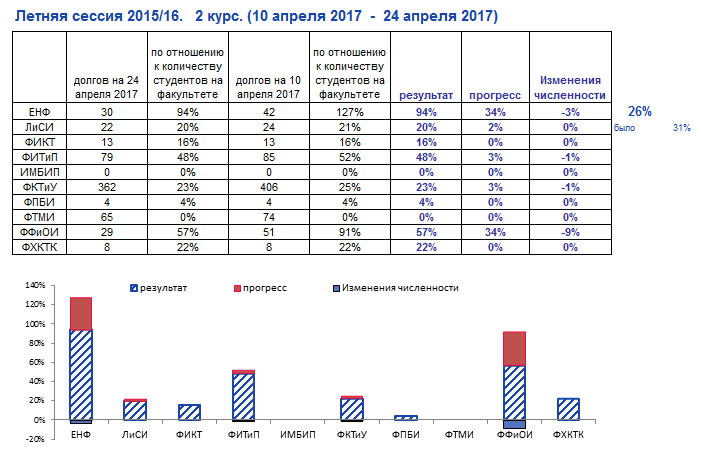 Летняя сессия 2015/16. 2 курс. (10 апреля 2017 - 24 апреля 2017)
долгов на 24 апреля 2017 по отношению к количеству студентов на факультете долгов на 10 апреля 2017 по отношению к количеству студентов на факультете результат прогресс Изменения численности
ЕНФ 30 94% 42 127% 94% 34% -3% 26%
ЛиСИ 22 20% 24 21% 20% 2% 0% было 31%
ФИКТ 13 16% 13 16% 16% 0% 0%
ФИТиП 79 48% 85 52% 48% 3% -1%
ИМБИП 0 0% 0 0% 0% 0% 0%
ФКТиУ 362 23% 406 25% 23% 3% -1%
ФПБИ 4 4% 4 4% 4% 0% 0%
ФТМИ 65 0% 74 0% 0% 0% 0%
ФФиОИ 29 57% 51 91% 57% 34% -9%
ФХКТК 8 22% 8 22% 22% 0% 0%
результат прогресс Изменения численности
140%
120%
100%
80%
60%
40%
20%
0%
-20%
ЕНФ ЛиСИ ФИКТ ФИТиП ИМБИП ФКТиУ ФПБИ ФТМИ ФФиОИ ФХКТК